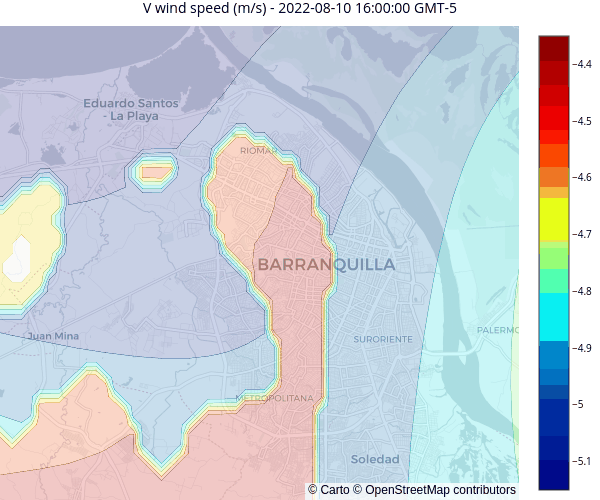 V wind speed (m/s) - 2022-08-10 16:00:00 GMT-5
Eduardo Santos
- La Playa
RIOMAR
BARRANQUILLA
Juan Mina
SURORIENTE
PALERMO
METROPOLITANA
Soledad
© Carto © OpenStreetMap contributors
−4.4
−4.5
−4.6
−4.7
−4.8
−4.9
−5
−5.1